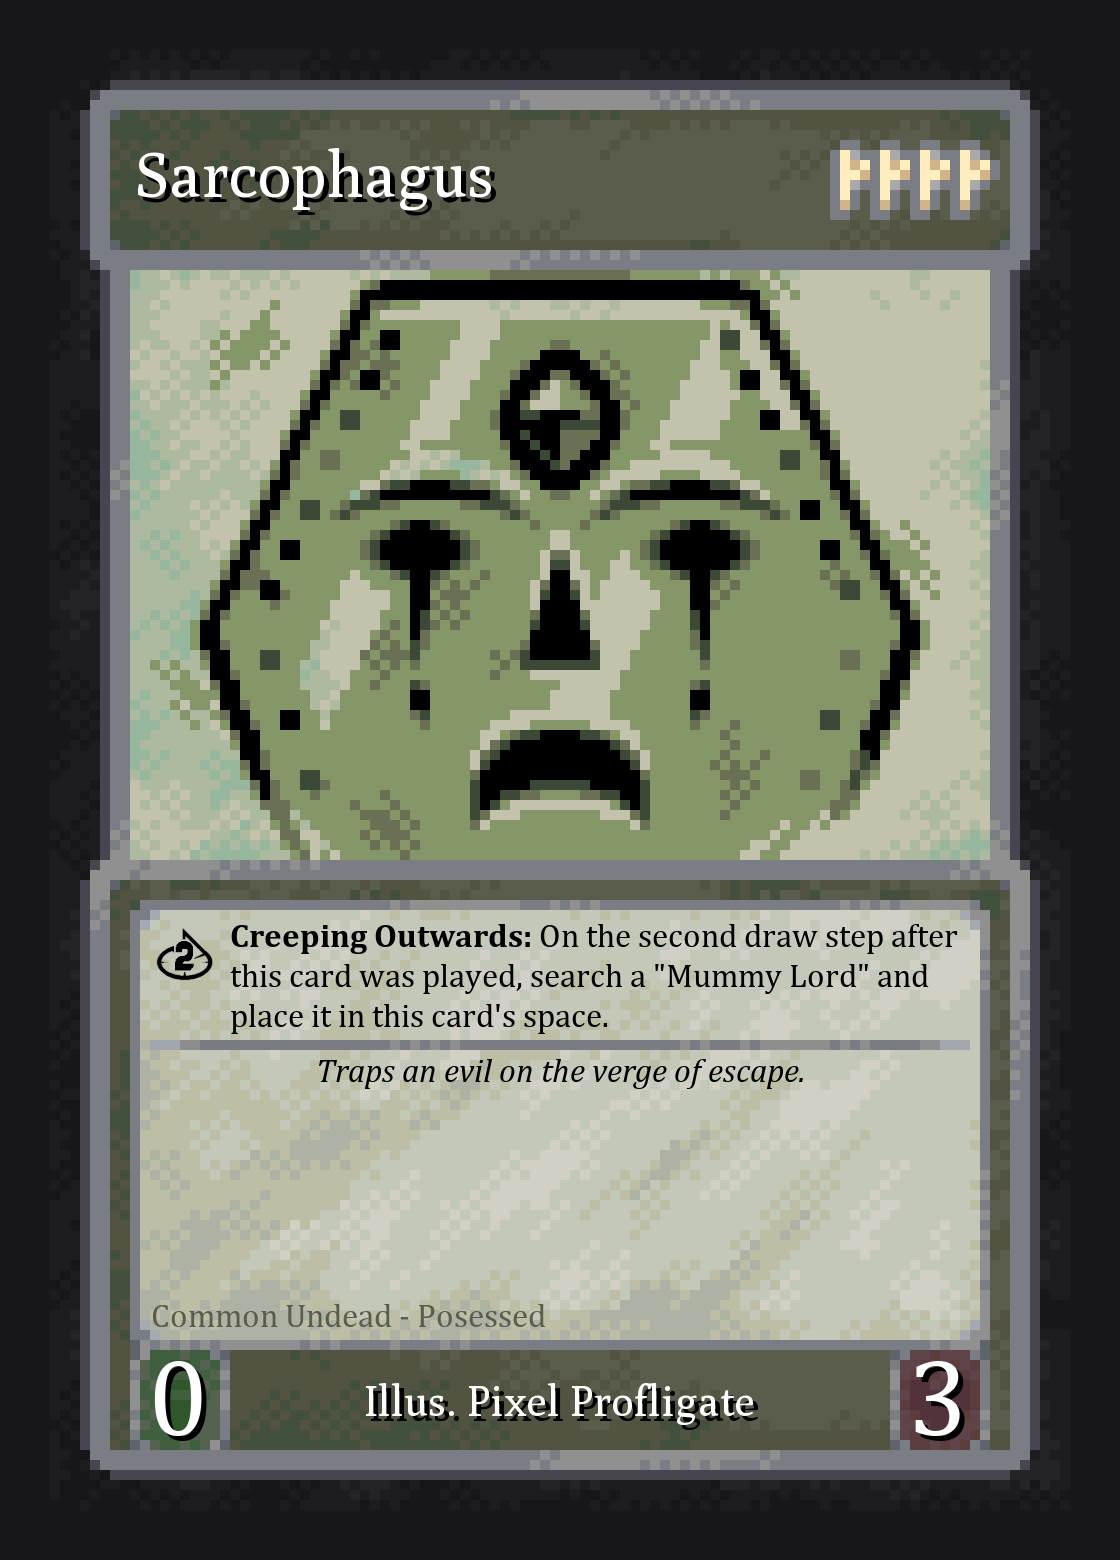 Sarcophagus
2
Creeping Outwards: On the second draw step after
this card was played, search a "Mummy Lord" and
place it in this card's space.
Traps an evil on the verge of escape.
Common Undead - Posessed
0
Illus. Pixel Profligate
3